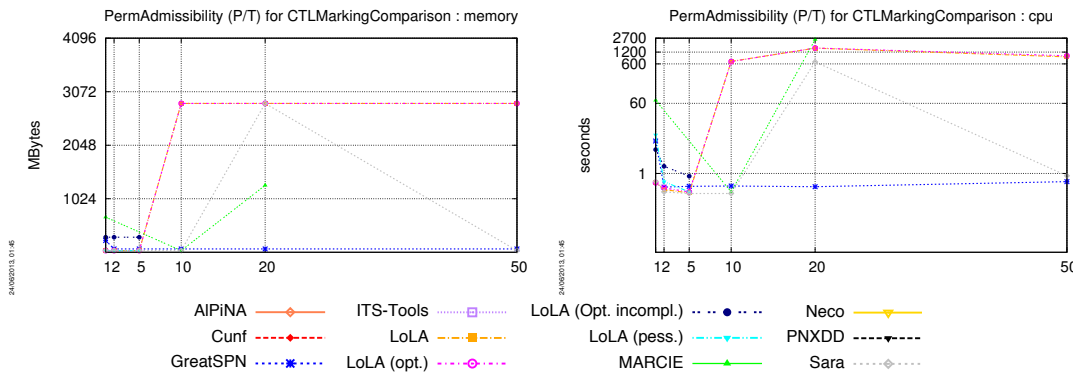 PermAdmissibility (P/T) for CTLMarkingComparison : memory
4096
3072
2048
1024
MBytes
1 2 5 10 20 50
24/06/2013, 01:45
PermAdmissibility (P/T) for CTLMarkingComparison : cpu
2700
1200
600
60
1
seconds
1 2 5 10 20 50
24/06/2013, 01:45
AlPiNA
Cunf
GreatSPN
ITS-Tools
LoLA
LoLA (opt.)
LoLA (Opt. incompl.)
LoLA (pess.)
MARCIE
Neco
PNXDD
Sara